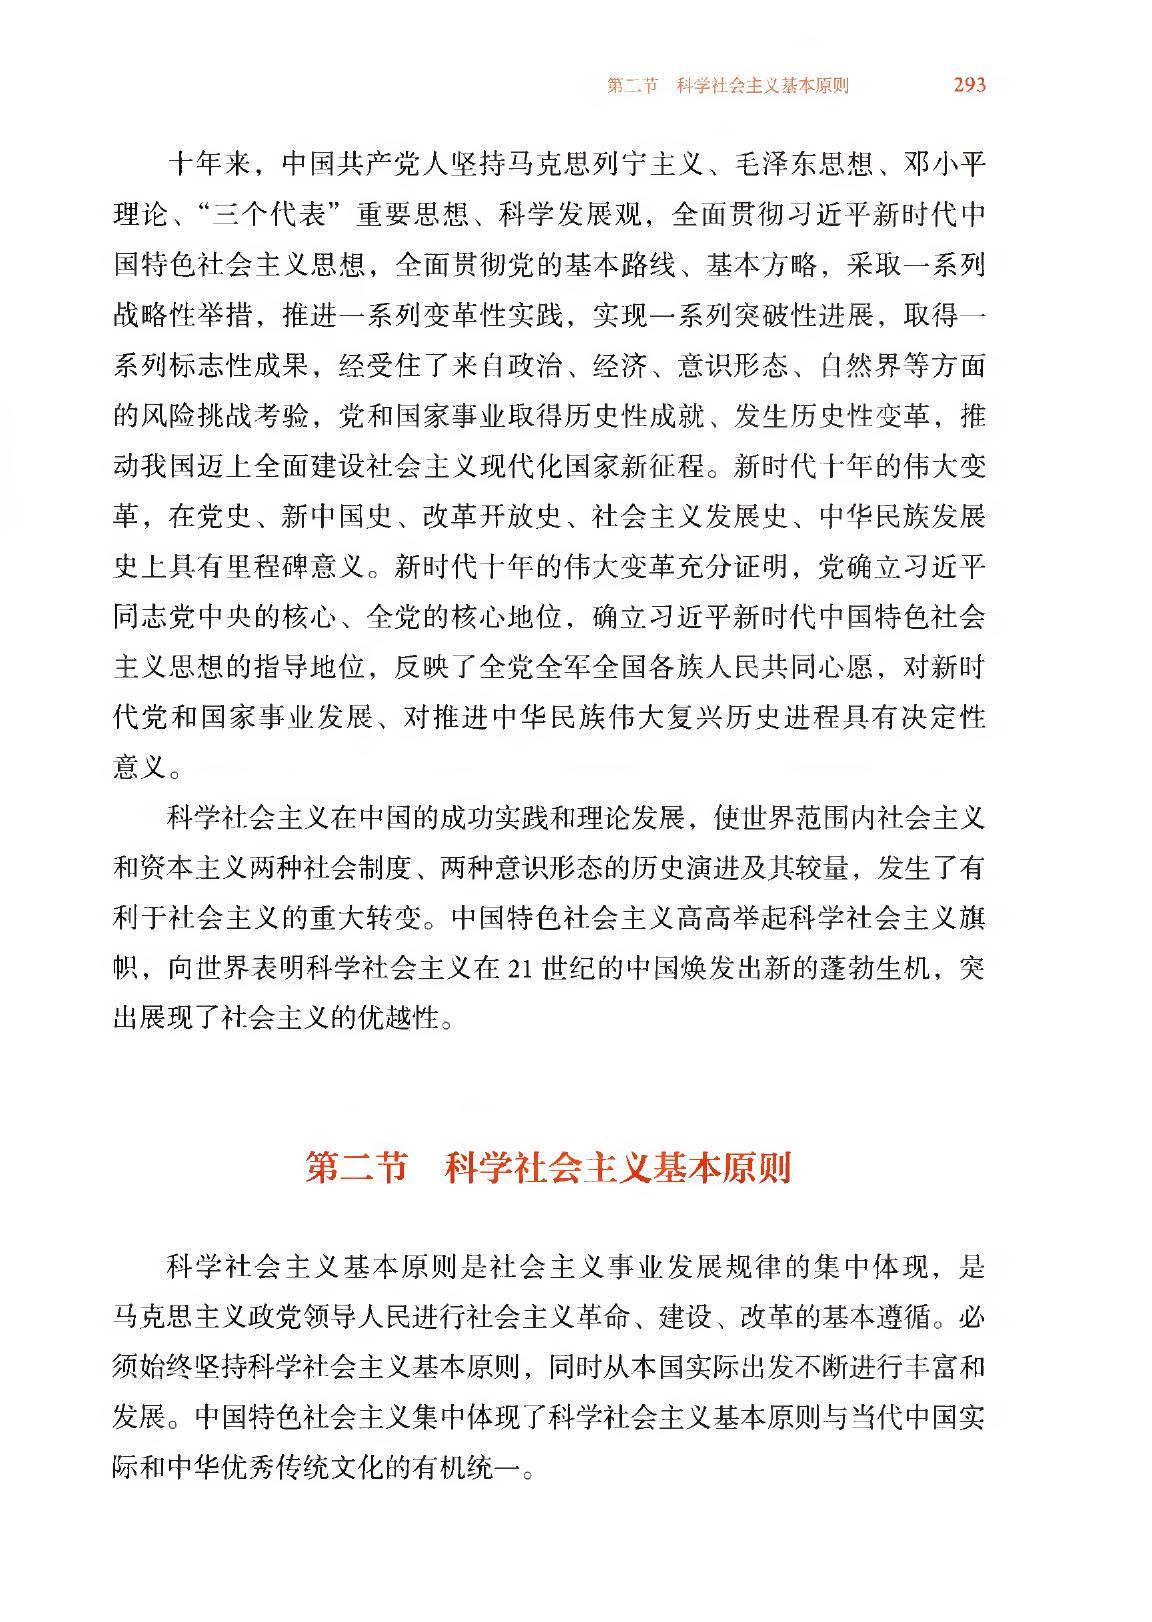 第二节 科学社会主义基本原则 293
十年来，中国共产党人坚持马克思列宁主义、毛泽东思想、邓小平
理论、“三个代表”重要思想、科学发展观，全面贯彻习近平新时代中
国特色社会主义思想，全面贯彻党的基本路线、基本方略，采取一系列
战略性举措，推进一系列变革性实践，实现一系列突破性进展，取得一
系列标志性成果，经受住了来自政治、经济、意识形态、自然界等方面
的风险挑战考验，党和国家事业取得历史性成就、发生历史性变革，推
动我国迈上全面建设社会主义现代化国家新征程。新时代十年的伟大变
革，在党史、新中国史、改革开放史、社会主义发展史、中华民族发展
史上具有里程碑意义。新时代十年的伟大变革充分证明，党确立习近平
同志党中央的核心、全党的核心地位，确立习近平新时代中国特色社会
主义思想的指导地位，反映了全党全军全国各族人民共同心愿，对新时
代党和国家事业发展、对推进中华民族伟大复兴历史进程具有决定性
意义。
科学社会主义在中国的成功实践和理论发展，使世界范围内社会主义
和资本主义两种社会制度、两种意识形态的历史演进及其较量，发生了有
利于社会主义的重大转变。中国特色社会主义高高举起科学社会主义旗
帜，向世界表明科学社会主义在 21 世纪的中国焕发出新的蓬勃生机，突
出展现了社会主义的优越性。
第二节 科学社会主义基本原则
科学社会主义基本原则是社会主义事业发展规律的集中体现，是
马克思主义政党领导人民进行社会主义革命、建设、改革的基本遵循。必
须始终坚持科学社会主义基本原则，同时从本国实际出发不断进行丰富和
发展。中国特色社会主义集中体现了科学社会主义基本原则与当代中国实
际和中华优秀传统文化的有机统一。